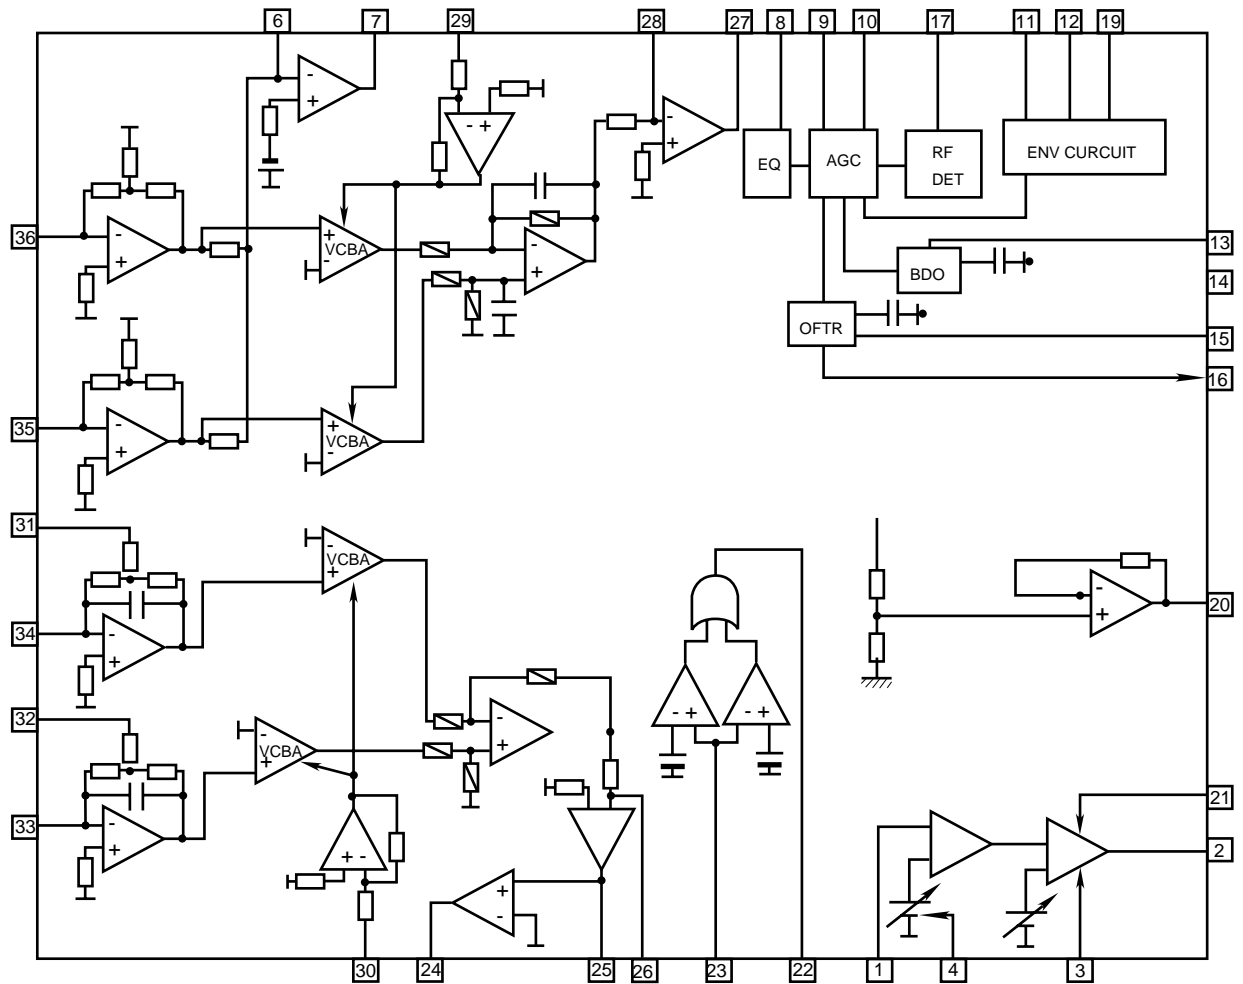 6 7 29 28 27 8 9 10 17 11 12 19
- +
- +
- +
EQ
AGC
RF
DET
ENV CURCUIT
36
- +
+ VCBA -
- +
13
BDO
14
OFTR
15
16
35
- +
+ VCBA -
31
- VCBA +
34
- +
- +
20
32
- VCBA +
- +
- + - +
33
- +
+ -
21
2
+ -
30 24 25 26 23 22 1 4 3